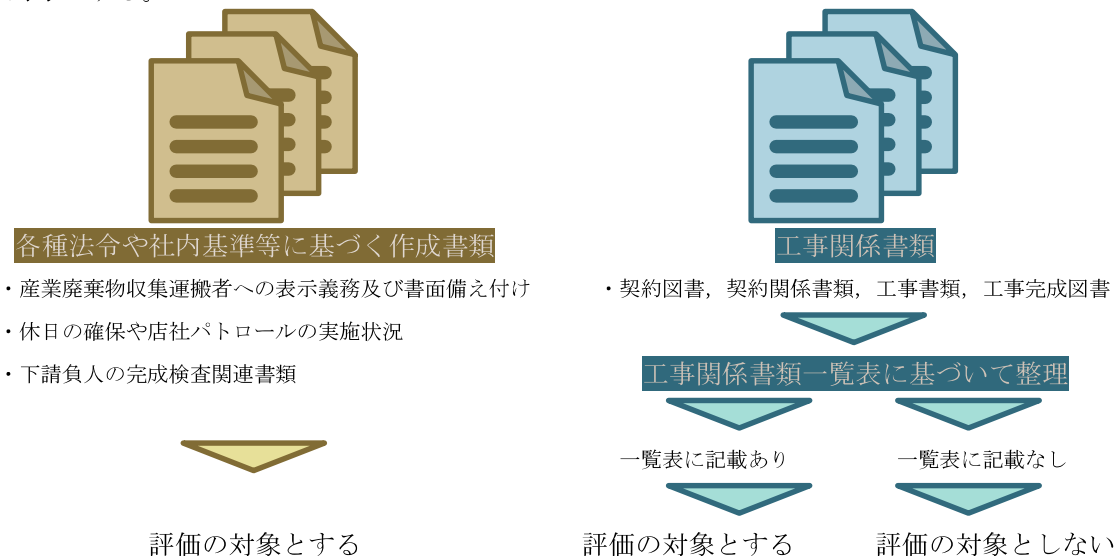 各種法令や社内基準等に基づく作成書類
・産業廃棄物収集運搬者への表示義務及び書面備え付け
・休日の確保や店社パトロールの実施状況
・下請負人の完成検査関連書類
評価の対象とする
工事関係書類
・契約図書，契約関係書類，工事書類，工事完成図書
工事関係書類一覧表に基づいて整理
一覧表に記載あり
一覧表に記載なし
評価の対象とする
評価の対象としない